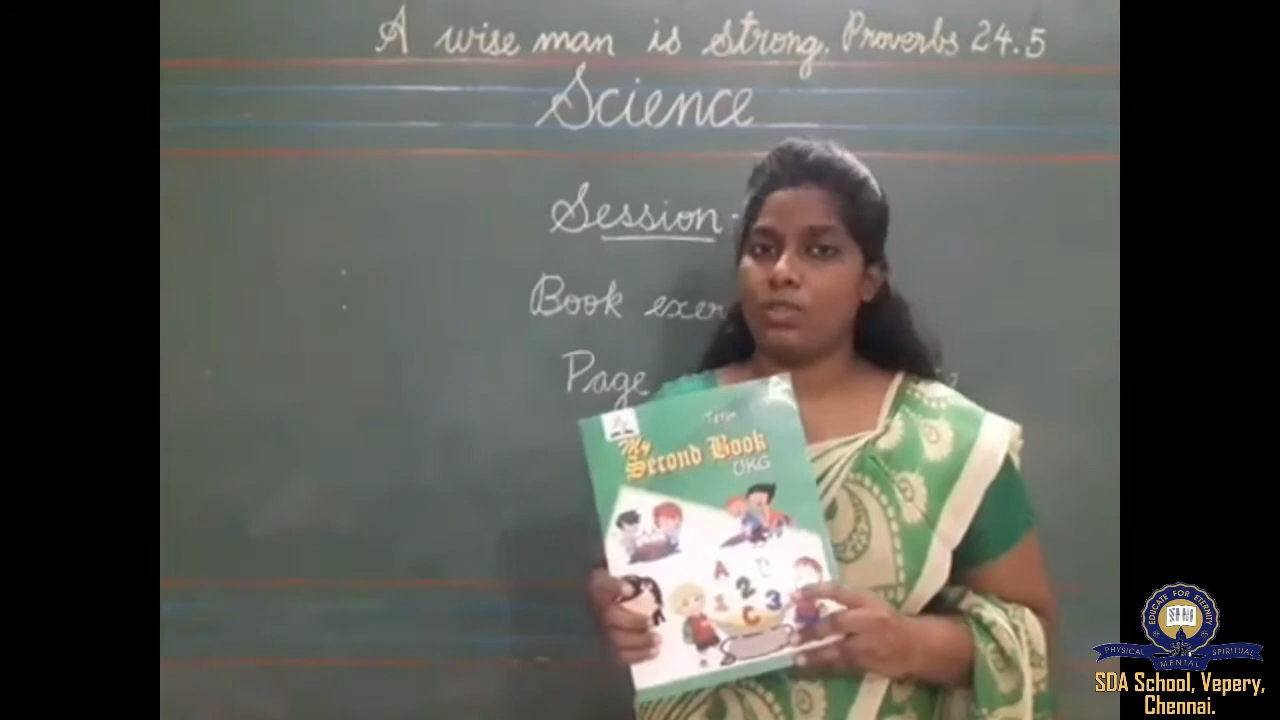 A wise man is strong. Proverbs 24.5
Science
Session-
Book exer
Page
Term
My
Second Book
UKG
A
2
1 3
C
EDUCATE FOR ETERNITY
PHYSICAL MENTAL SPIRITUAL
SDA School, Vepery,
Chennai.